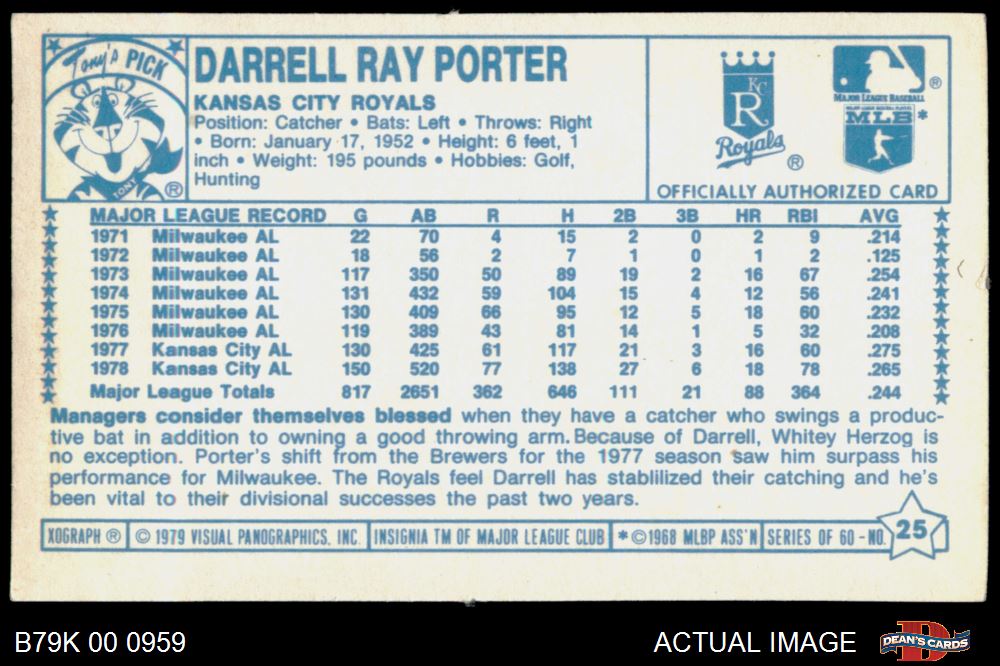 Tony's PICK
TONY
®
DARRELL RAY PORTER
KANSAS CITY ROYALS
Position: Catcher • Bats: Left • Throws: Right
• Born: January 17, 1952 • Height: 6 feet, 1
inch • Weight: 195 pounds • Hobbies: Golf,
Hunting
KC
R
Royals ®
®
MAJOR LEAGUE BASEBALL
MAJOR LEAGUE BASEBALL PLAYERS
MLB *
OFFICIALLY AUTHORIZED CARD
MAJOR LEAGUE RECORD G AB R H 2B 3B HR RBI AVG
1971 Milwaukee AL 22 70 4 15 2 0 2 9 .214
1972 Milwaukee AL 18 56 2 7 1 0 1 2 .125
1973 Milwaukee AL 117 350 50 89 19 2 16 67 .254
1974 Milwaukee AL 131 432 59 104 15 4 12 56 .241
1975 Milwaukee AL 130 409 66 95 12 5 18 60 .232
1976 Milwaukee AL 119 389 43 81 14 1 5 32 .208
1977 Kansas City AL 130 425 61 117 21 3 16 60 .275
1978 Kansas City AL 150 520 77 138 27 6 18 78 .265
Major League Totals 817 2651 362 646 111 21 88 364 .244
Managers consider themselves blessed when they have a catcher who swings a produc-
tive bat in addition to owning a good throwing arm. Because of Darrell, Whitey Herzog is
no exception. Porter's shift from the Brewers for the 1977 season saw him surpass his
performance for Milwaukee. The Royals feel Darrell has stablilized their catching and he's
been vital to their divisional successes the past two years.
XOGRAPH ® © 1979 VISUAL PANOGRAPHICS, INC. INSIGNIA TM OF MAJOR LEAGUE CLUB *©1968 MLBP ASS'N SERIES OF 60 - NO. 25
B79K 00 0959
ACTUAL IMAGE
D
DEAN'S CARDS